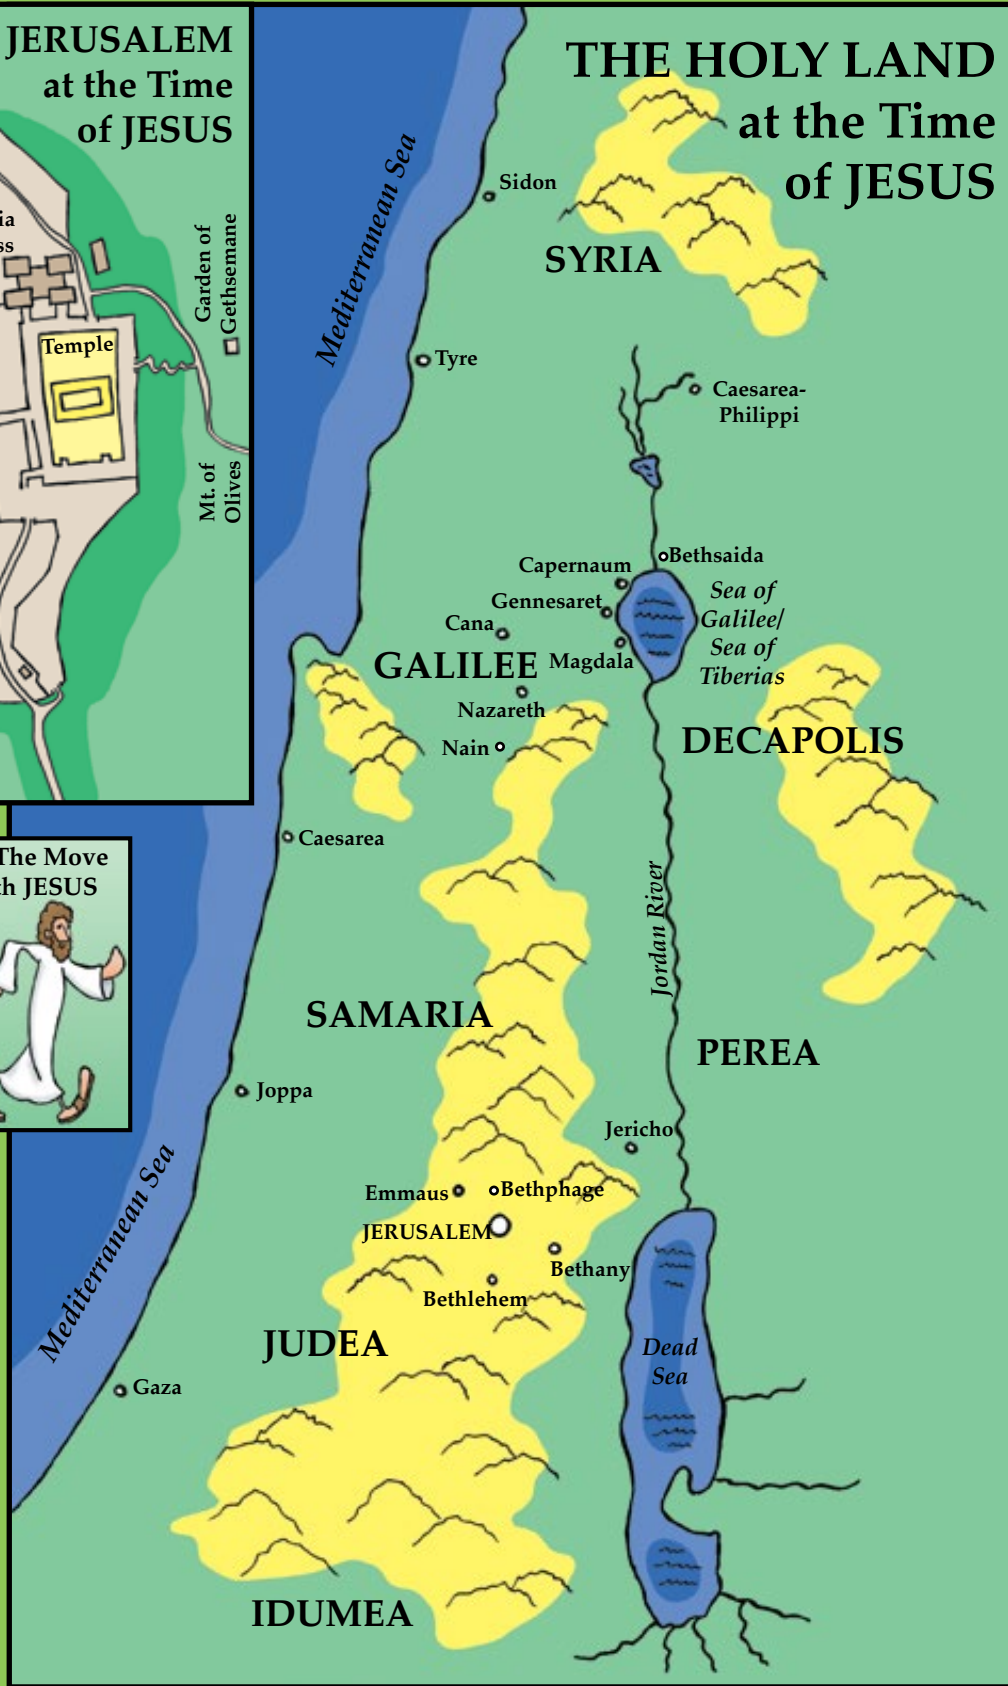 JERUSALEM
at the Time
of JESUS
Garden of
Gethsemane
Temple
Mt. of
Olives
The Move
JESUS
THE HOLY LAND
at the Time
of JESUS
Mediterranean Sea
Sidon
SYRIA
Tyre
Caesarea-
Philippi
Bethsaida
Capernaum
Gennesaret
Cana
Sea of
Galilee/
Sea of
Tiberias
GALILEE
Magdala
Nazareth
Nain
DECAPOLIS
Caesarea
Jordan River
SAMARIA
PEREA
Joppa
Jericho
Emmaus
Bethphage
JERUSALEM
Bethany
Bethlehem
Mediterranean Sea
JUDEA
Dead
Sea
Gaza
IDUMEA